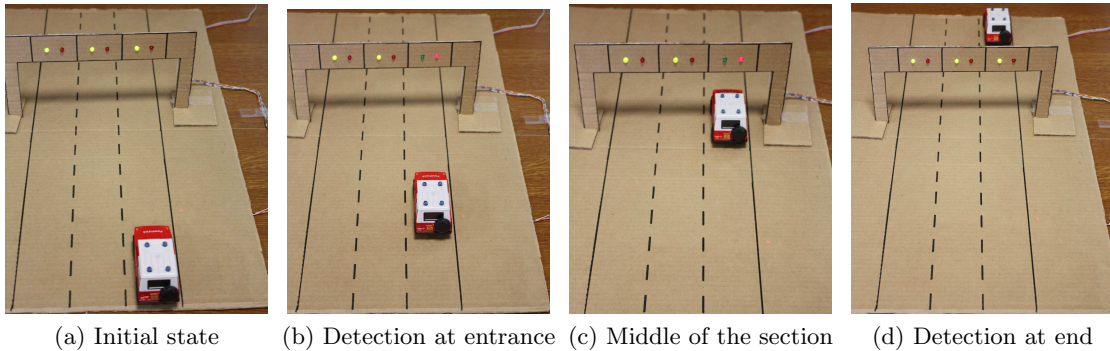 (a) Initial state
(b) Detection at entrance
(c) Middle of the section
(d) Detection at end